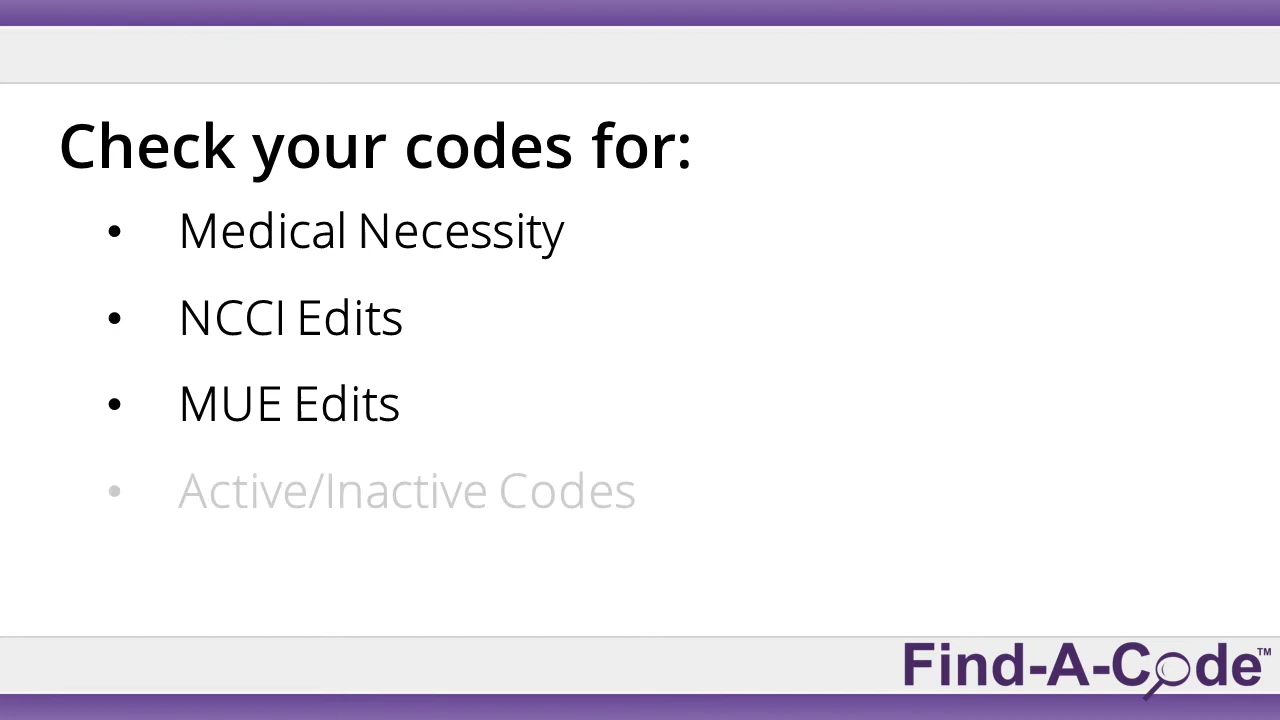 Check your codes for:
• Medical Necessity
• NCCI Edits
• MUE Edits
• Active/Inactive Codes
Find-A-Code™